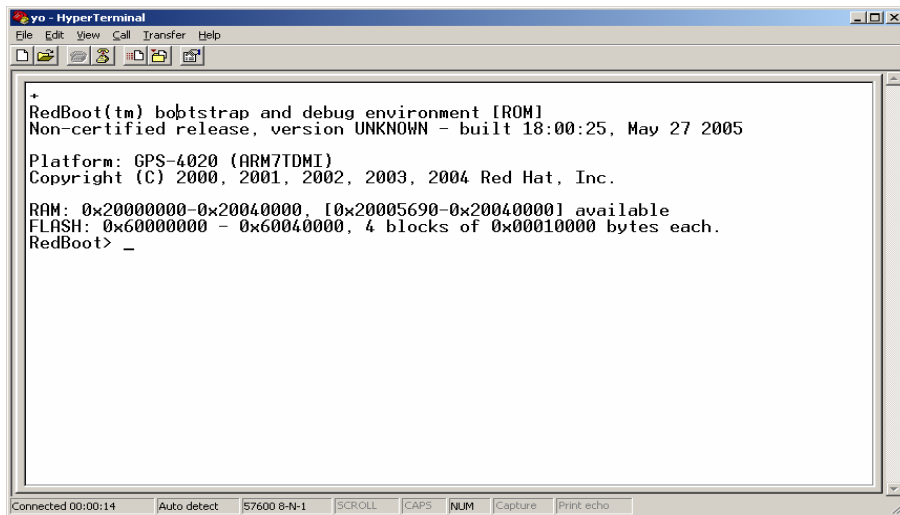 yo - HyperTerminal
File Edit View Call Transfer Help
+
RedBoot(tm) bootstrap and debug environment [ROM]
Non-certified release, version UNKNOWN - built 18:00:25, May 27 2005
Platform: GPS-4020 (ARM7TDMI)
Copyright (C) 2000, 2001, 2002, 2003, 2004 Red Hat, Inc.
RAM: 0x20000000-0x20040000, [0x20005690-0x20040000] available
FLASH: 0x60000000 - 0x60040000, 4 blocks of 0x00010000 bytes each.
RedBoot> _
Connected 00:00:14 Auto detect 57600 8-N-1 SCROLL CAPS NUM Capture Print echo